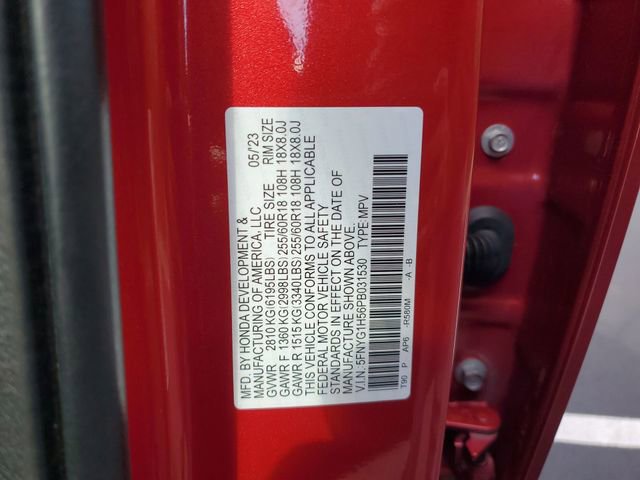 MFD. BY HONDA DEVELOPMENT &
MANUFACTURING OF AMERICA, LLC 05/'23
GVWR 2810 KG(6195LBS) TIRE SIZE RIM SIZE
GAWR F 1360 KG(2998LBS)255/60R18 108H 18X8.0J
GAWR R 1515 KG(3340LBS)255/60R18 108H 18X8.0J
THIS VEHICLE CONFORMS TO ALL APPLICABLE
FEDERAL MOTOR VEHICLE SAFETY
STANDARDS IN EFFECT ON THE DATE OF
MANUFACTURE SHOWN ABOVE.
V.I.N. 5FNYG1H56PB031530 TYPE:MPV
T90 P AP6 -R580M -A -B